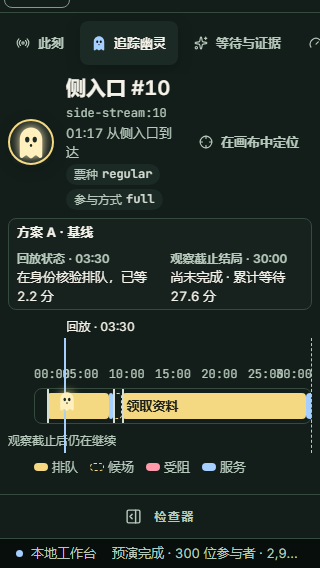 此刻 追踪幽灵 等待与证据
侧入口 #10
side-stream:10
01:17 从侧入口到
达
在画布中定位
票种 regular
参与方式 full
方案 A · 基线
回放状态 · 03:30
在身份核验排队，已等
2.2 分
观察截止结局 · 30:00
尚未完成 · 累计等待
27.6 分
回放 · 03:30
00:00 05:00 10:00 15:00 20:00 25:00 30:00
领取资料
观察截止后仍在继续
排队 候场 受阻 服务
检查器
本地工作台 预演完成 · 300 位参与者 · 2,9...